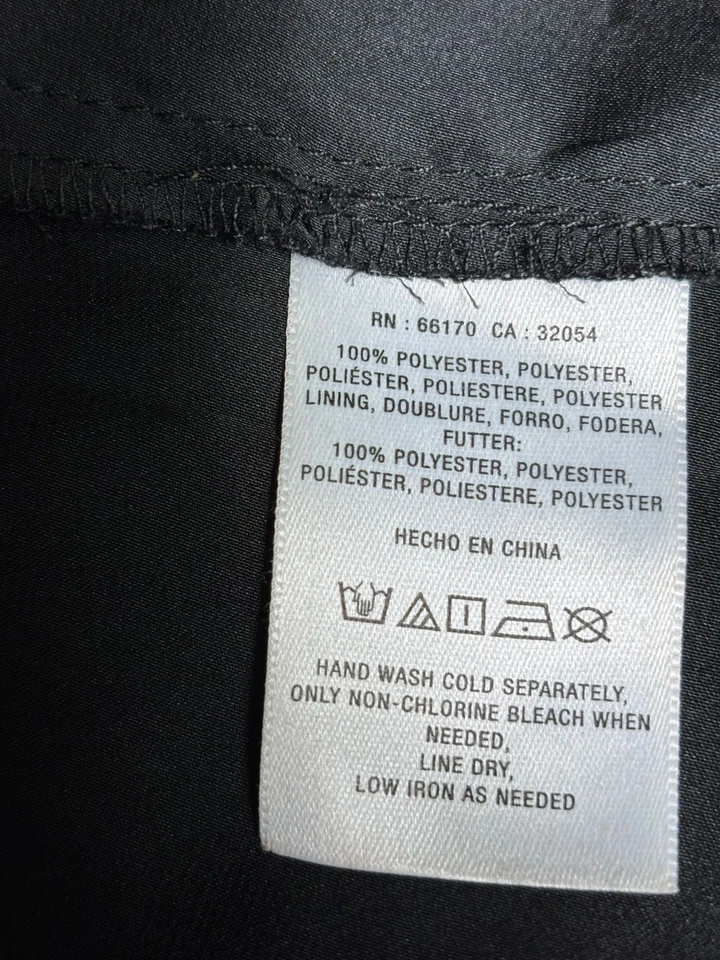 RN : 66170 CA : 32054
100% POLYESTER, POLYESTER,
POLIÉSTER, POLIESTERE, POLYESTER
LINING, DOUBLURE, FORRO, FODERA,
FUTTER:
100% POLYESTER, POLYESTER,
POLIÉSTER, POLIESTERE, POLYESTER
HECHO EN CHINA
HAND WASH COLD SEPARATELY,
ONLY NON-CHLORINE BLEACH WHEN
NEEDED,
LINE DRY,
LOW IRON AS NEEDED